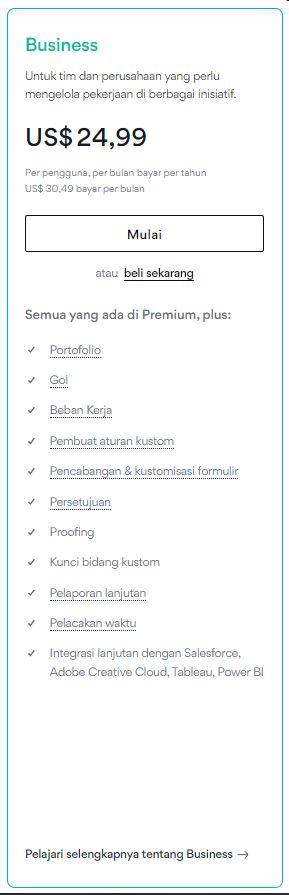 Business
Untuk tim dan perusahaan yang perlu
mengelola pekerjaan di berbagai inisiatif.
US$ 24,99
Per pengguna, per bulan bayar per tahun
US$ 30,49 bayar per bulan
Mulai
atau beli sekarang
Semua yang ada di Premium, plus:
Portofolio
Gol
Beban Kerja
Pembuat aturan kustom
Pencabangan & kustomisasi formulir
Persetujuan
Proofing
Kunci bidang kustom
Pelaporan lanjutan
Pelacakan waktu
Integrasi lanjutan dengan Salesforce,
Adobe Creative Cloud, Tableau, Power BI
Pelajari selengkapnya tentang Business →